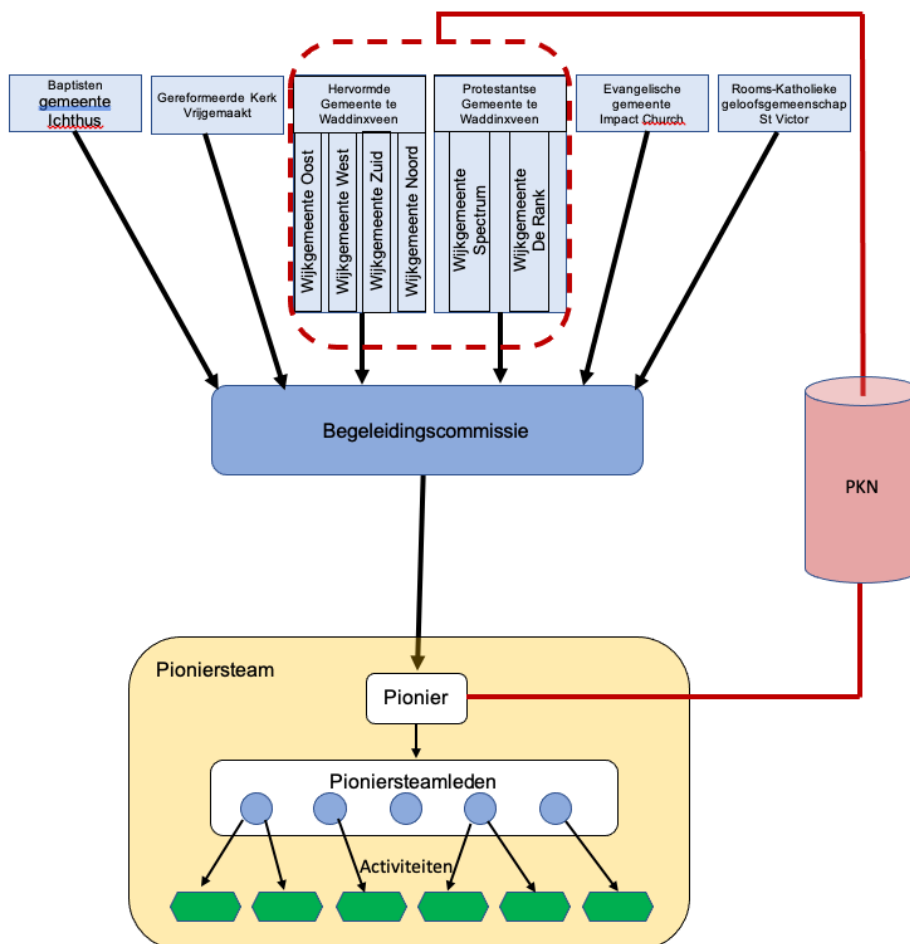 Baptisten
gemeente
Ichthus
Gereformeerde Kerk
Vrijgemaakt
Hervormde
Gemeente te
Waddinxveen
Protestantse
Gemeente te
Waddinxveen
Evangelische
gemeente
Impact Church
Rooms-Katholieke
geloofsgemeenschap
St Victor
Wijkgemeente Oost
Wijkgemeente West
Wijkgemeente Zuid
Wijkgemeente Noord
Wijkgemeente
Spectrum
Wijkgemeente
De Rank
Begeleidingscommissie
PKN
Pioniersteam
Pionier
Pioniersteamleden
Activiteiten